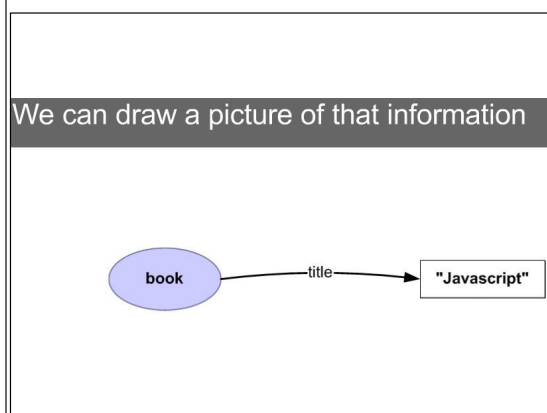 We can draw a picture of that information
book
title
"Javascript"